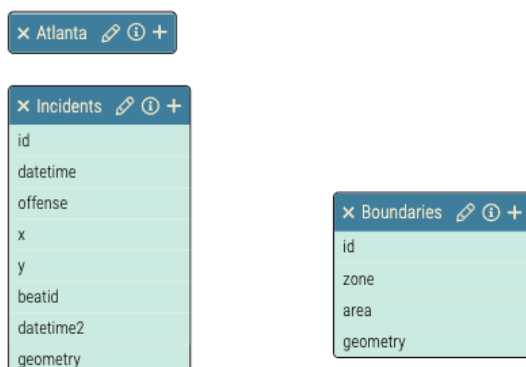 Atlanta
Incidents
id
datetime
offense
x
y
beatid
datetime2
geometry
Boundaries
id
zone
area
geometry